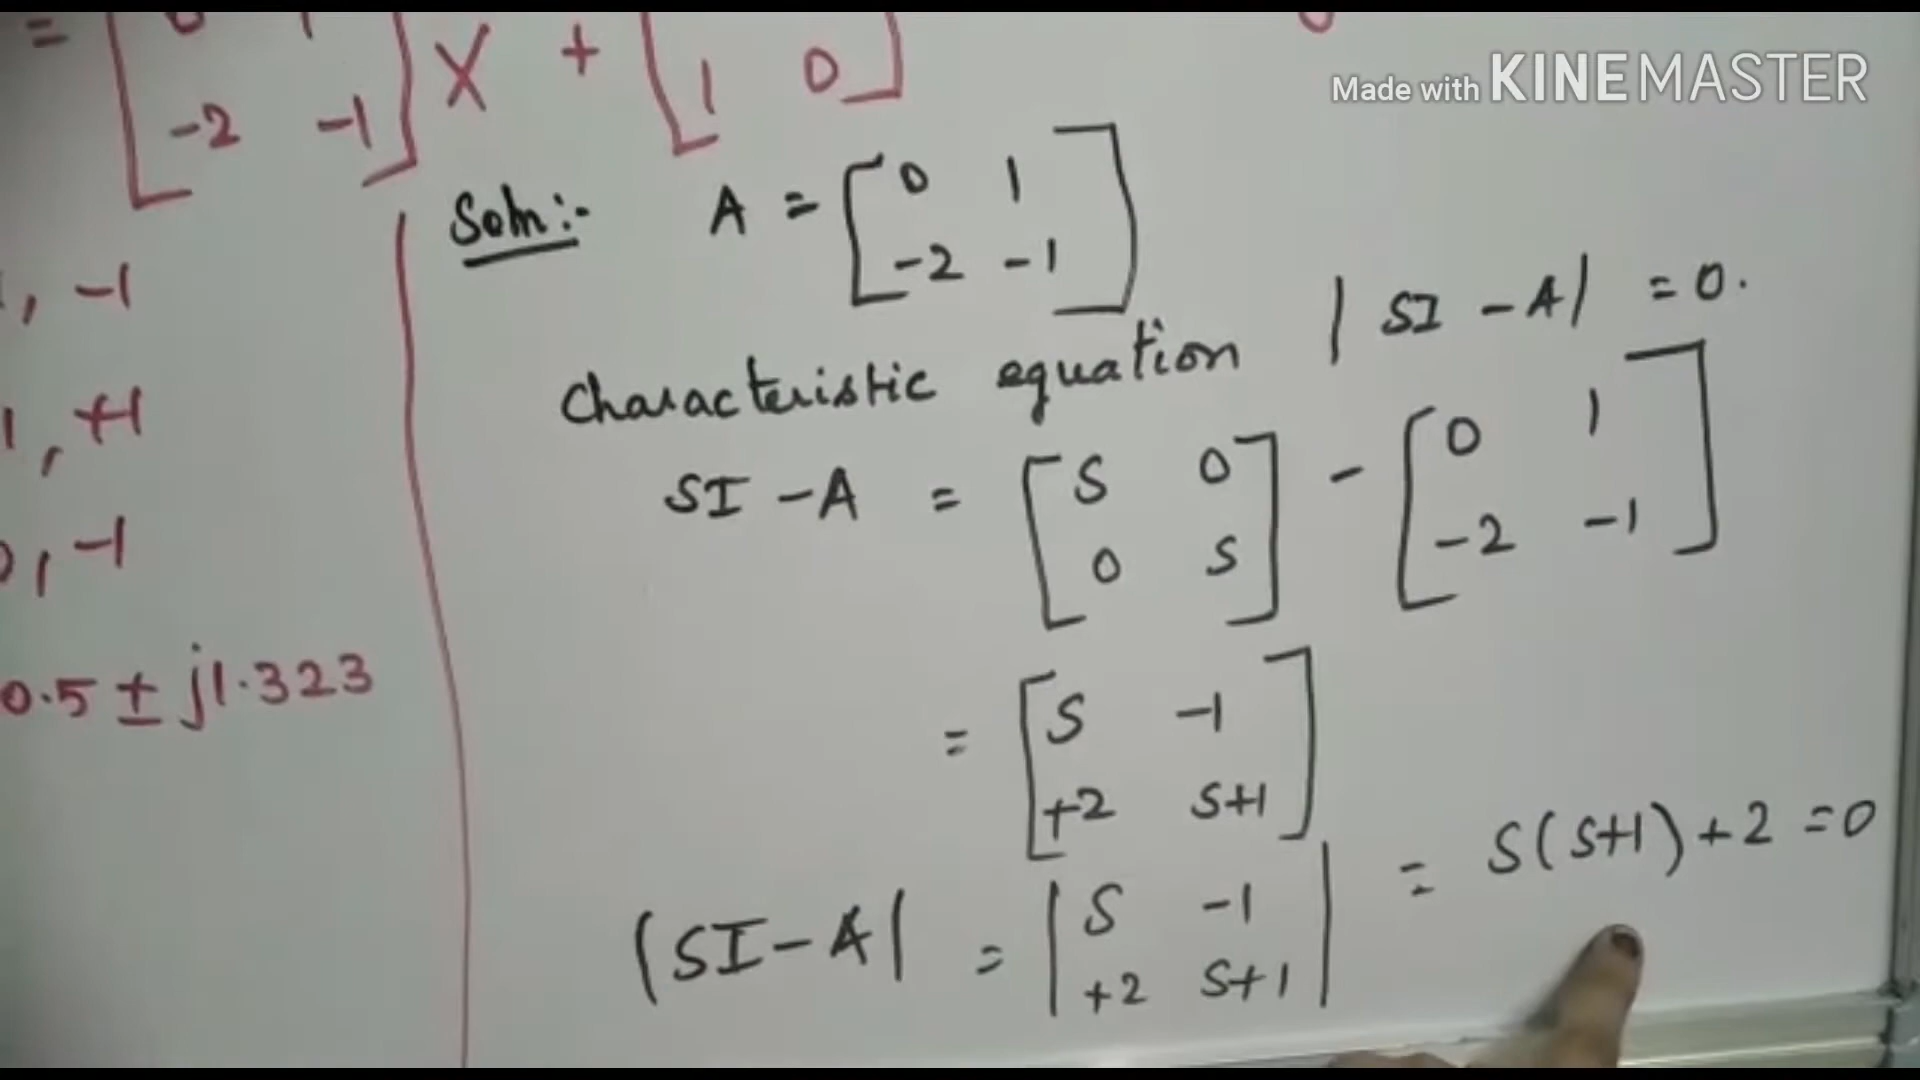 Made with KINEMASTER
= [ 0 1
-2 -1 ] X + [ 1 0 ]
Soln:- A = [ 0 1
-2 -1 ]
, -1
Characteristic equation | SI - A | = 0.
1, +1
SI - A = [ S 0
0 S ] - [ 0 1
-2 -1 ]
0, -1
0.5 ± j1.323
= [ S -1
+2 S+1 ]
|SI - A| = | S -1
+2 S+1 | = S(S+1) + 2 = 0